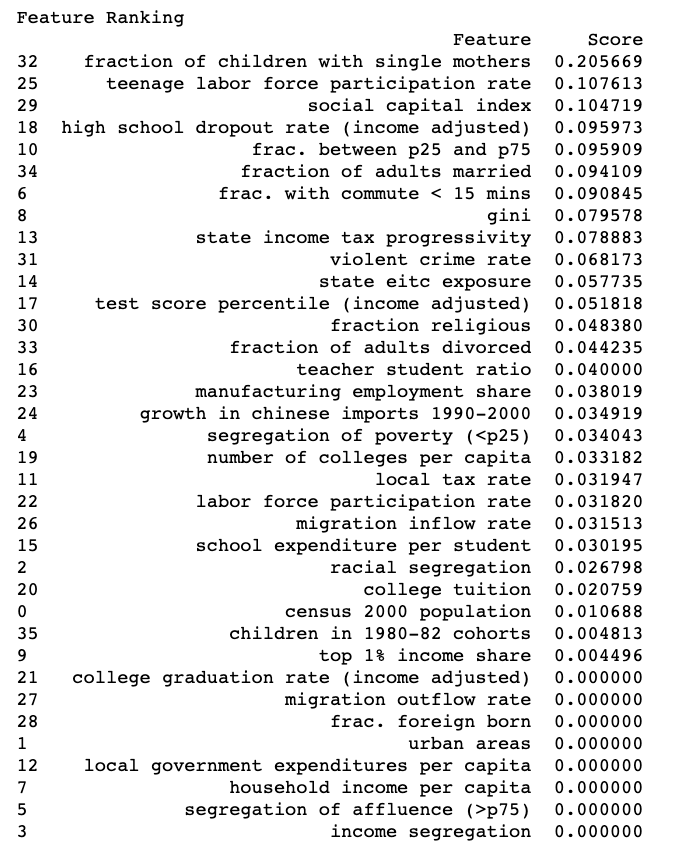 Feature Ranking
Feature Score
32 fraction of children with single mothers 0.205669
25 teenage labor force participation rate 0.107613
29 social capital index 0.104719
18 high school dropout rate (income adjusted) 0.095973
10 frac. between p25 and p75 0.095909
34 fraction of adults married 0.094109
6 frac. with commute < 15 mins 0.090845
8 gini 0.079578
13 state income tax progressivity 0.078883
31 violent crime rate 0.068173
14 state eitc exposure 0.057735
17 test score percentile (income adjusted) 0.051818
30 fraction religious 0.048380
33 fraction of adults divorced 0.044235
16 teacher student ratio 0.040000
23 manufacturing employment share 0.038019
24 growth in chinese imports 1990-2000 0.034919
4 segregation of poverty (<p25) 0.034043
19 number of colleges per capita 0.033182
11 local tax rate 0.031947
22 labor force participation rate 0.031820
26 migration inflow rate 0.031513
15 school expenditure per student 0.030195
2 racial segregation 0.026798
20 college tuition 0.020759
0 census 2000 population 0.010688
35 children in 1980-82 cohorts 0.004813
9 top 1% income share 0.004496
21 college graduation rate (income adjusted) 0.000000
27 migration outflow rate 0.000000
28 frac. foreign born 0.000000
1 urban areas 0.000000
12 local government expenditures per capita 0.000000
7 household income per capita 0.000000
5 segregation of affluence (>p75) 0.000000
3 income segregation 0.000000